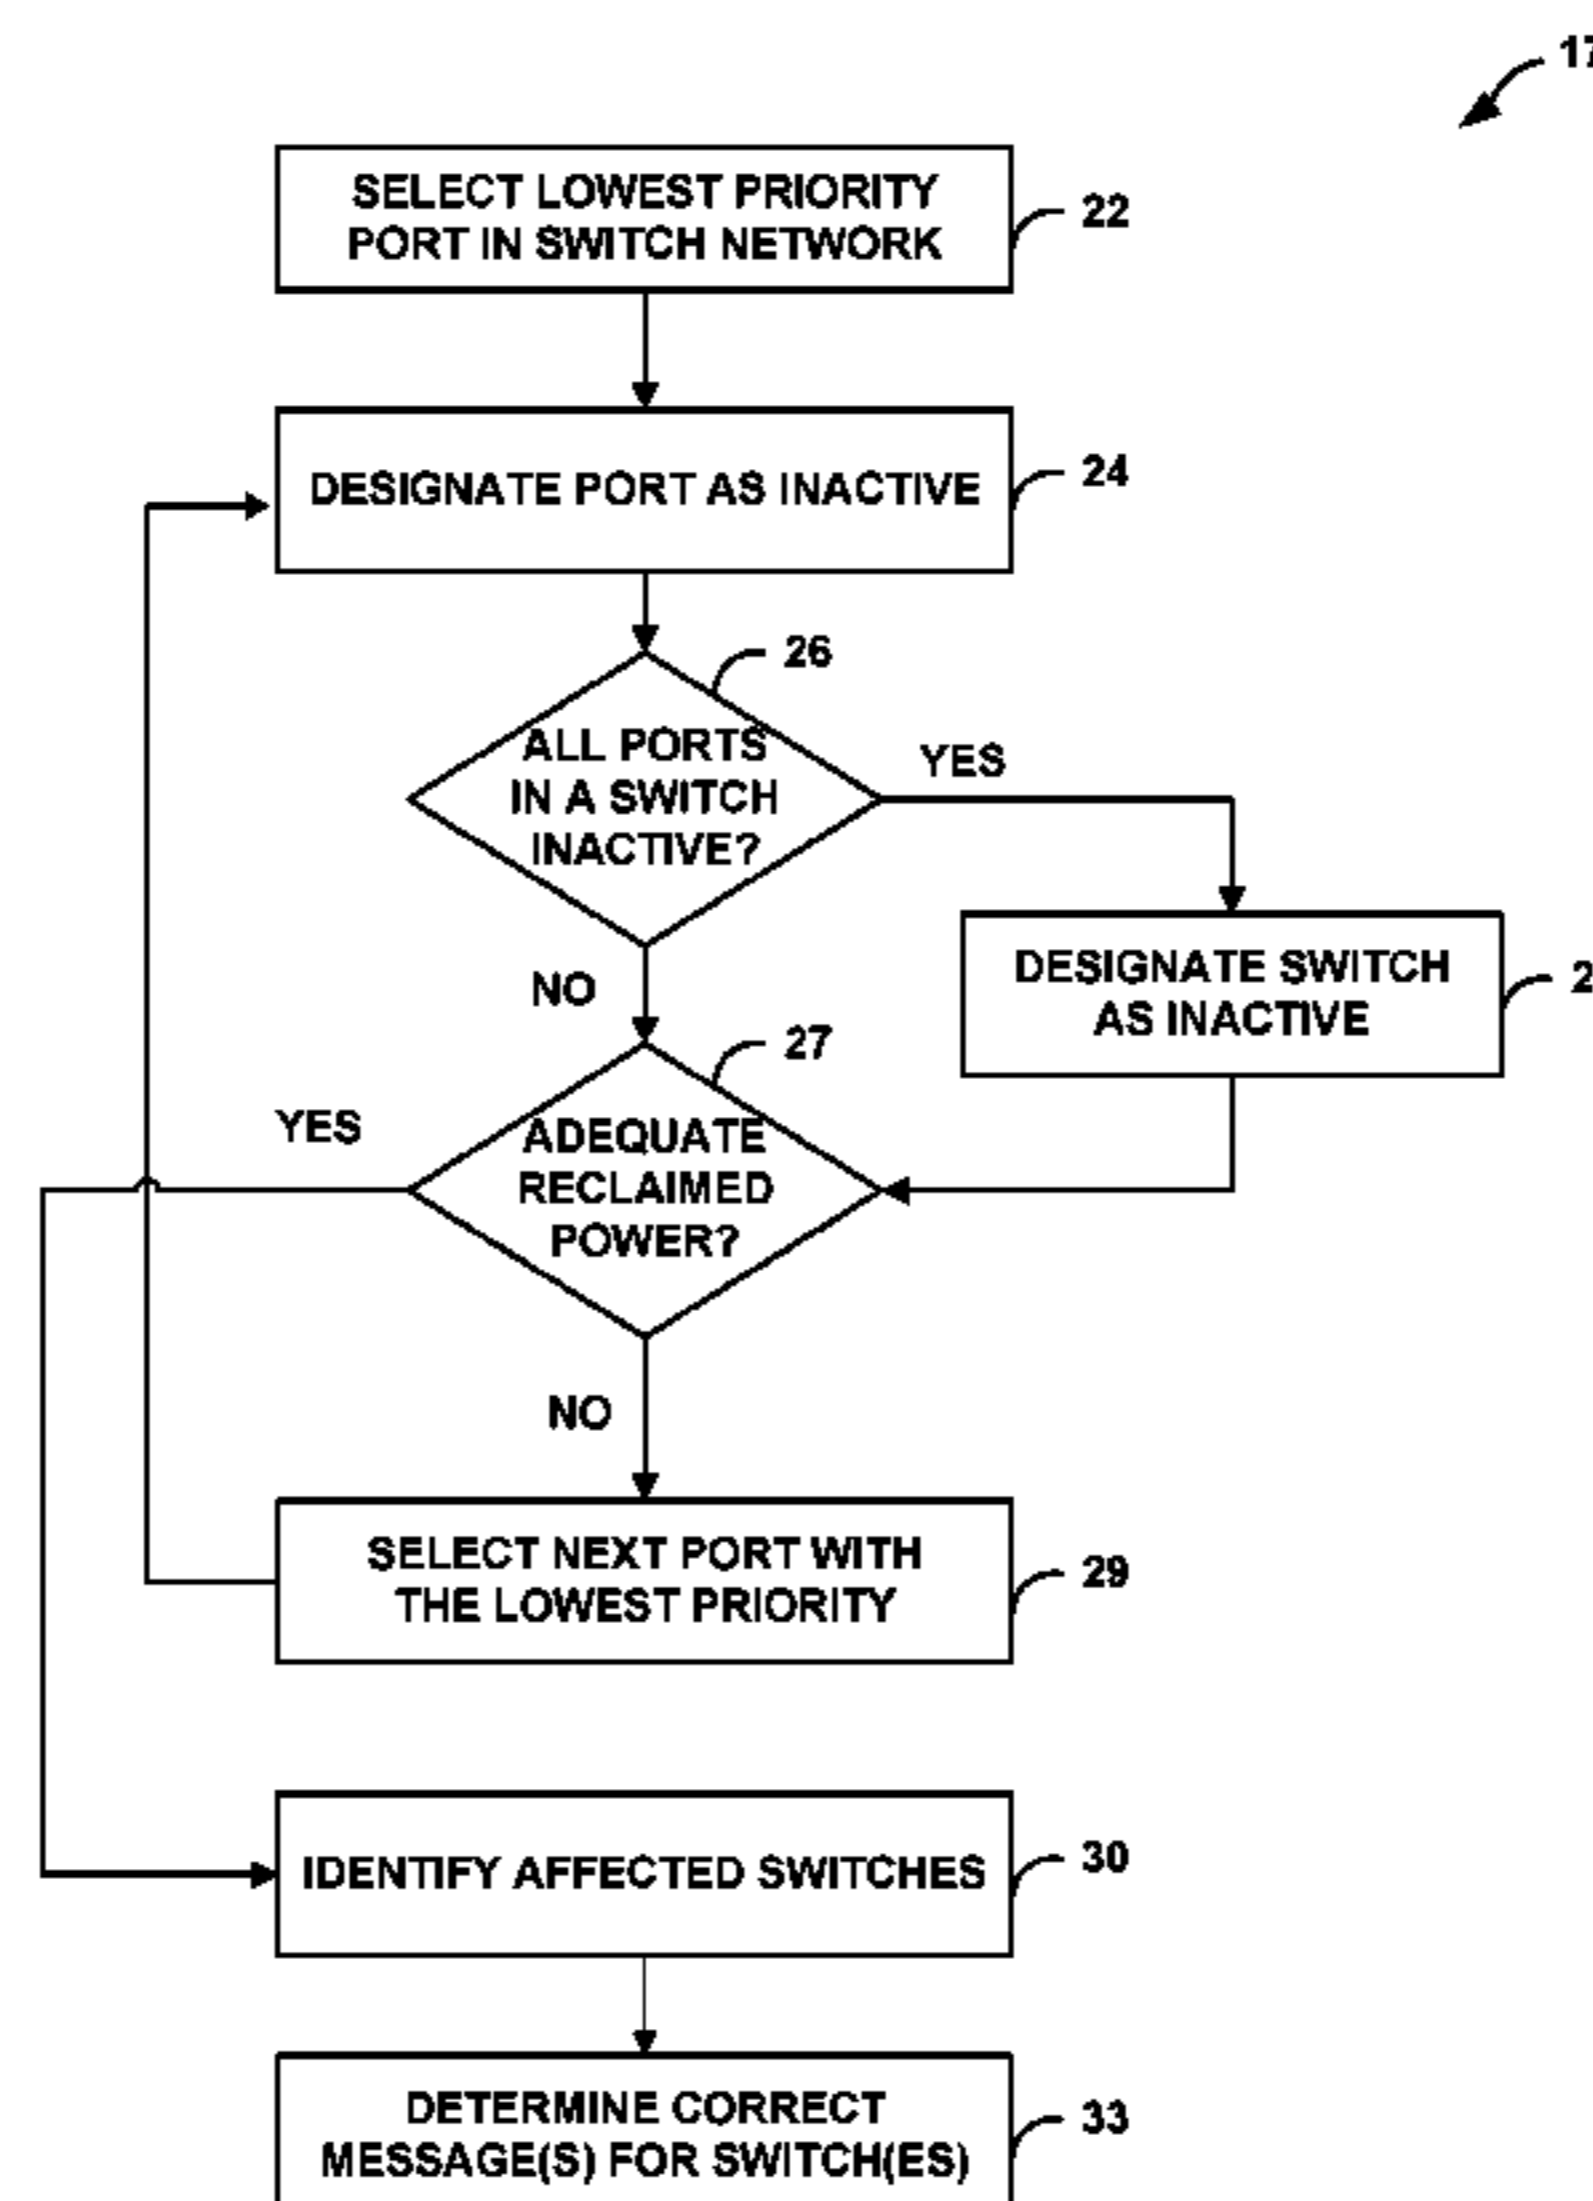 17
SELECT LOWEST PRIORITY
PORT IN SWITCH NETWORK
22
DESIGNATE PORT AS INACTIVE
24
26
ALL PORTS
IN A SWITCH
INACTIVE?
YES
DESIGNATE SWITCH
AS INACTIVE
NO
27
ADEQUATE
RECLAIMED
POWER?
YES
NO
SELECT NEXT PORT WITH
THE LOWEST PRIORITY
29
IDENTIFY AFFECTED SWITCHES
30
DETERMINE CORRECT
MESSAGE(S) FOR SWITCH(ES)
33